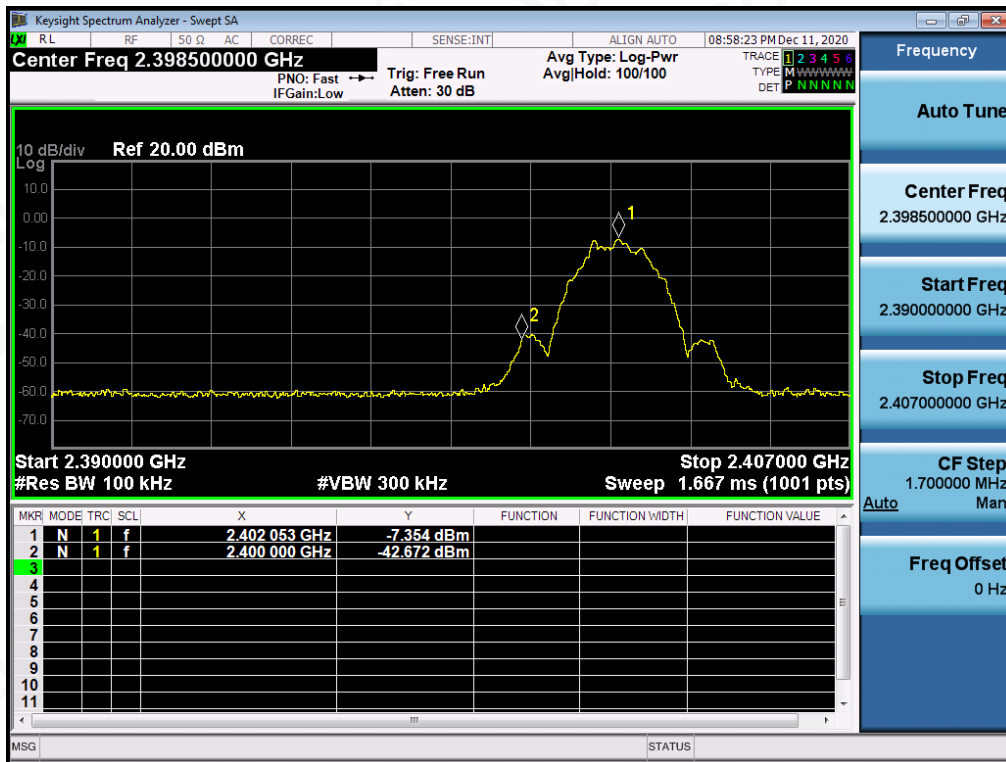 Keysight Spectrum Analyzer - Swept SA
LXI RL RF 50 Ω AC CORREC SENSE:INT ALIGN AUTO 08:58:23 PM Dec 11, 2020
Center Freq 2.398500000 GHz
PNO: Fast
IFGain:Low
Trig: Free Run
Atten: 30 dB
Avg Type: Log-Pwr
Avg|Hold: 100/100
TRACE 1 2 3 4 5 6
TYPE M WWWWW
DET P N N N N N
10 dB/div Ref 20.00 dBm
Log
10.0
0.00
-10.0
-20.0
-30.0
-40.0
-50.0
-60.0
-70.0
1
2
Start 2.390000 GHz Stop 2.407000 GHz
#Res BW 100 kHz #VBW 300 kHz Sweep 1.667 ms (1001 pts)
MKR MODE TRC SCL X Y FUNCTION FUNCTION WIDTH FUNCTION VALUE
1 N 1 f 2.402 053 GHz -7.354 dBm
2 N 1 f 2.400 000 GHz -42.672 dBm
3
4
5
6
7
8
9
10
11
MSG STATUS
Frequency
Auto Tune
Center Freq
2.398500000 GHz
Start Freq
2.390000000 GHz
Stop Freq
2.407000000 GHz
CF Step
1.700000 MHz
Auto Man
Freq Offset
0 Hz